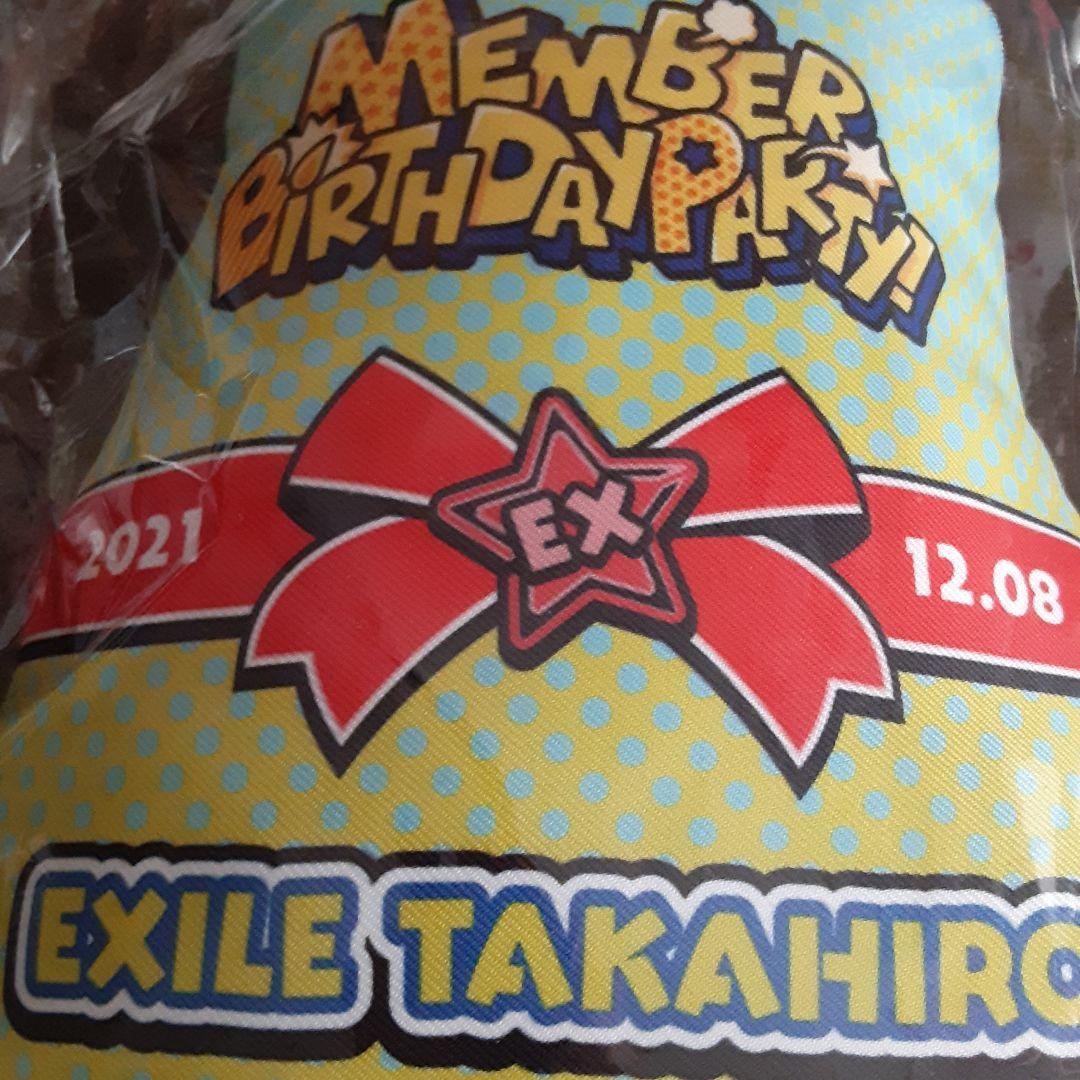 MEMBER
BIRTHDAY PARTY!
2021
EX
12.08
EXILE TAKAHIRO